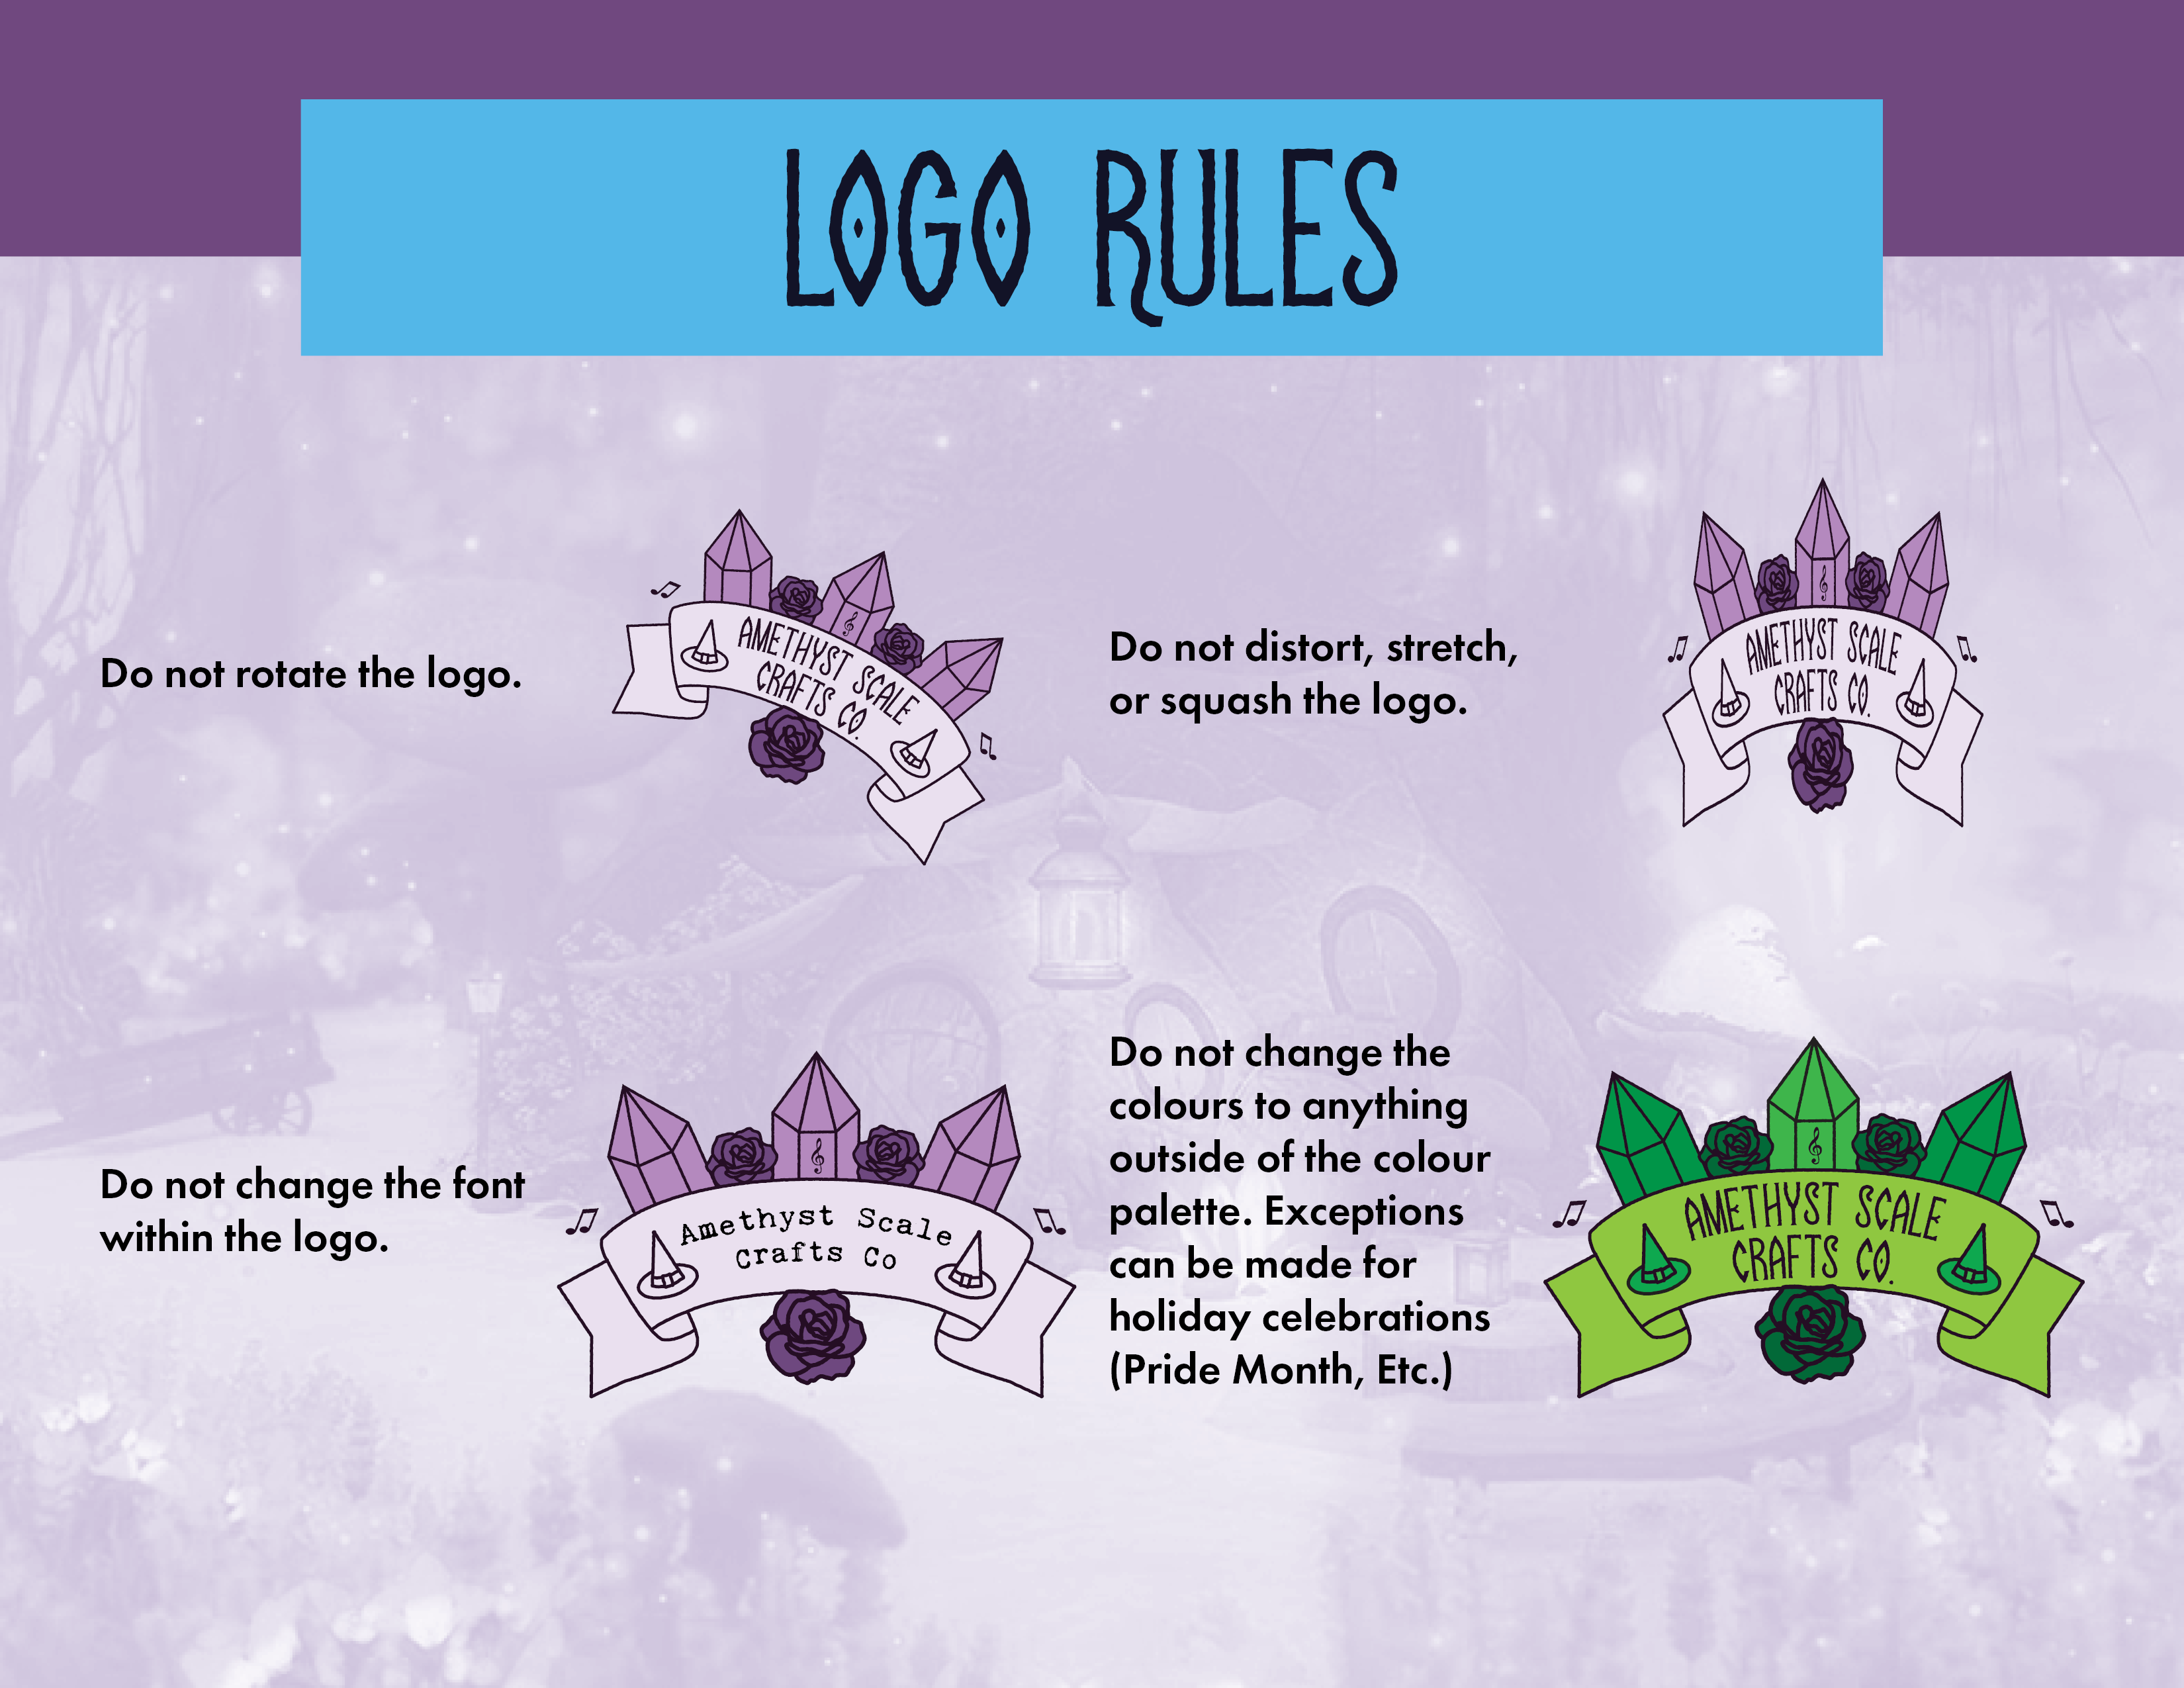 LOGO RULES
Do not rotate the logo.
AMETHYST SCALE
CRAFTS CO.
Do not distort, stretch,
or squash the logo.
AMETHYST SCALE
CRAFTS CO.
Do not change the font
within the logo.
Amethyst Scale
Crafts Co
Do not change the
colours to anything
outside of the colour
palette. Exceptions
can be made for
holiday celebrations
(Pride Month, Etc.)
AMETHYST SCALE
CRAFTS CO.